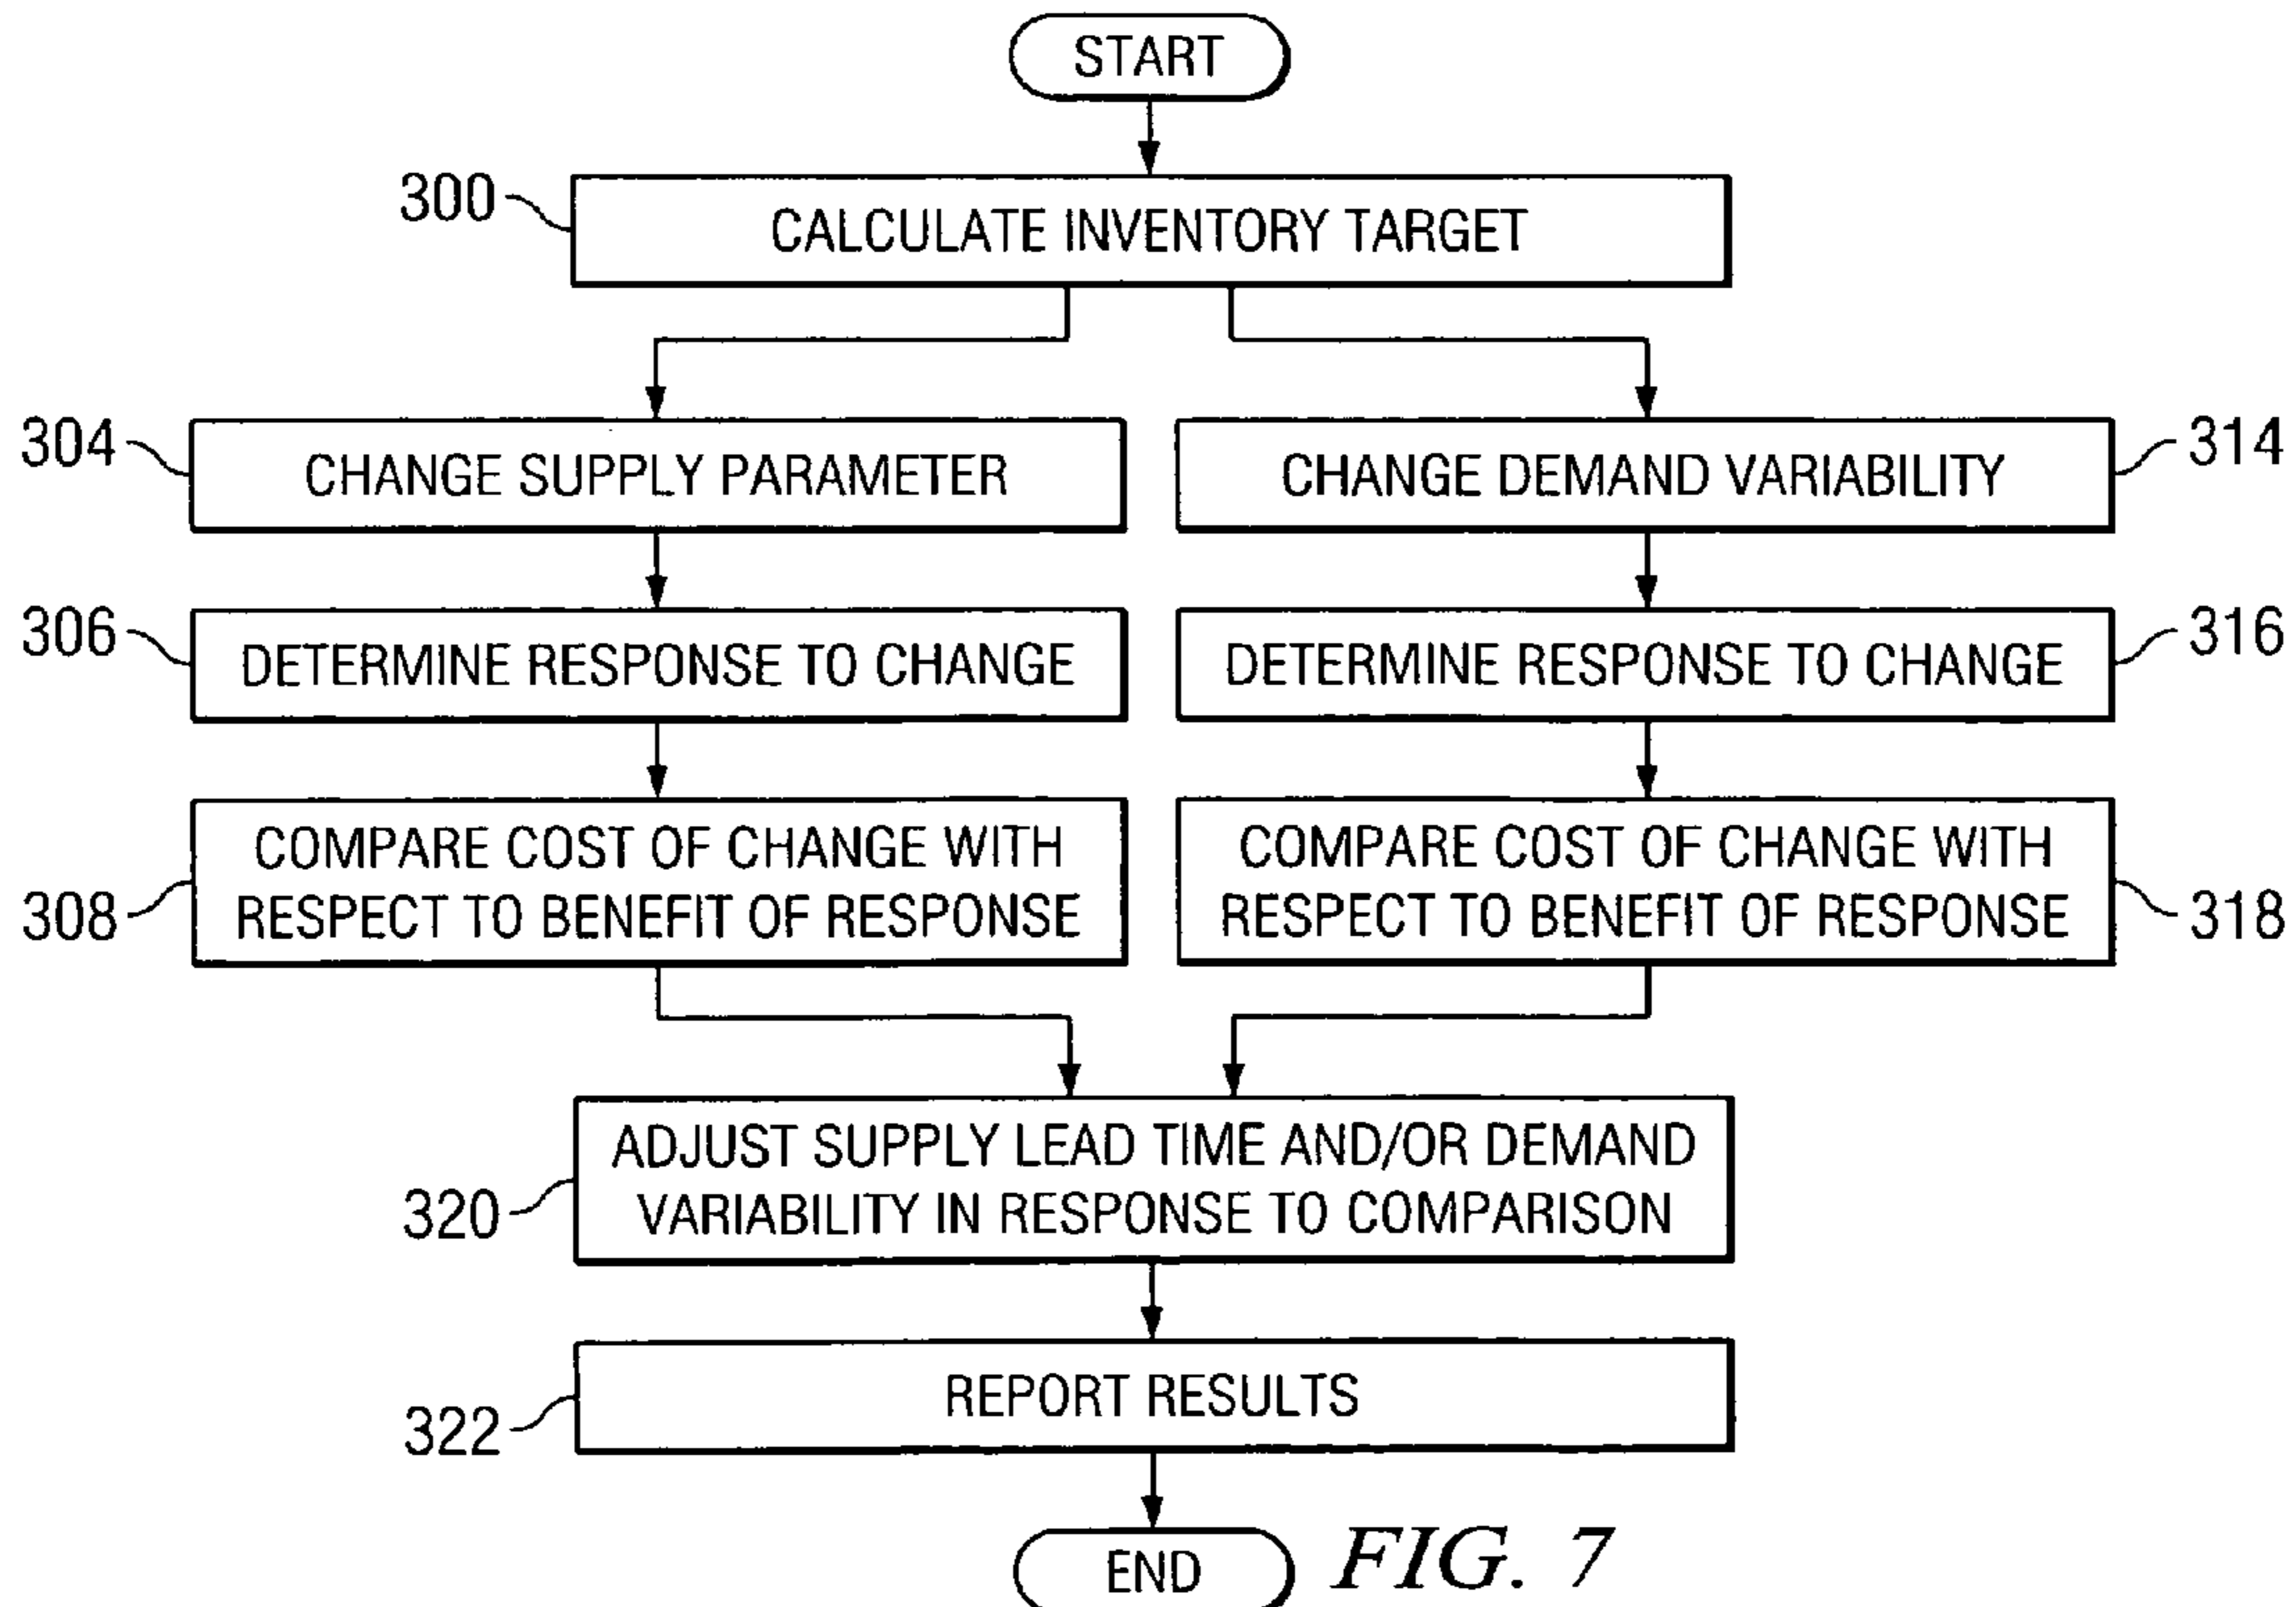 START
300
CALCULATE INVENTORY TARGET
304
CHANGE SUPPLY PARAMETER
CHANGE DEMAND VARIABILITY
314
306
DETERMINE RESPONSE TO CHANGE
DETERMINE RESPONSE TO CHANGE
316
308
COMPARE COST OF CHANGE WITH
RESPECT TO BENEFIT OF RESPONSE
COMPARE COST OF CHANGE WITH
RESPECT TO BENEFIT OF RESPONSE
318
320
ADJUST SUPPLY LEAD TIME AND/OR DEMAND
VARIABILITY IN RESPONSE TO COMPARISON
322
REPORT RESULTS
END
FIG. 7